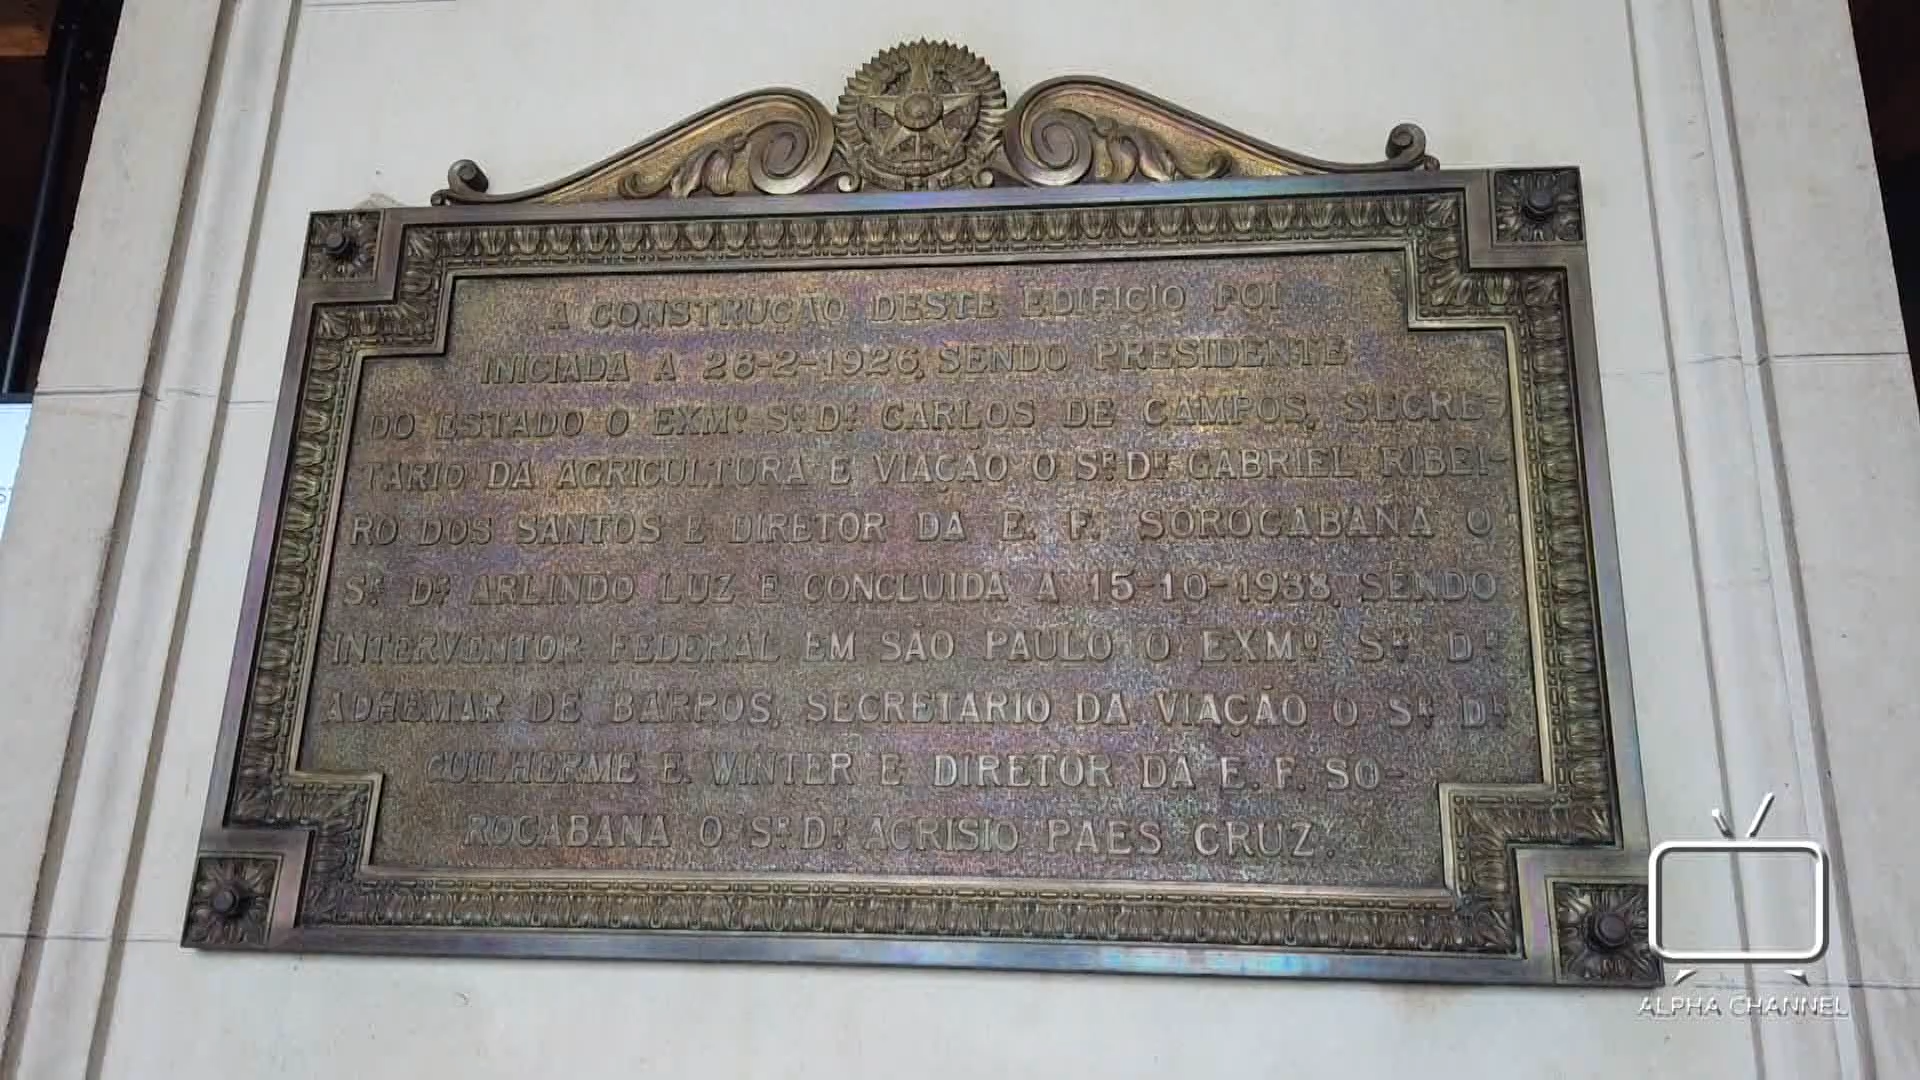 A CONSTRUCÃO DESTE EDIFICIO FOI
INICIADA A 26-2-1926, SENDO PRESIDENTE
DO ESTADO O EXMº Sº Dº CARLOS DE CAMPOS, SECRE-
TARIO DA AGRICULTURA E VIAÇÃO O Sʳ Dʳ GABRIEL RIBEI-
RO DOS SANTOS E DIRETOR DA E. F. SOROCABANA O
Sʳ Dʳ ARLINDO LUZ E CONCLUIDA A 15-10-1938, SENDO
INTERVENTOR FEDERAL EM SÃO PAULO O EXMº Sʳ Dʳ
ADHEMAR DE BARROS, SECRETARIO DA VIAÇÃO O Sʳ Dʳ
GUILHERME E. WINTER E DIRETOR DA E. F. SO-
ROCABANA O Sʳ Dʳ ACRISIO PAES CRUZ.
ALPHA CHANNEL